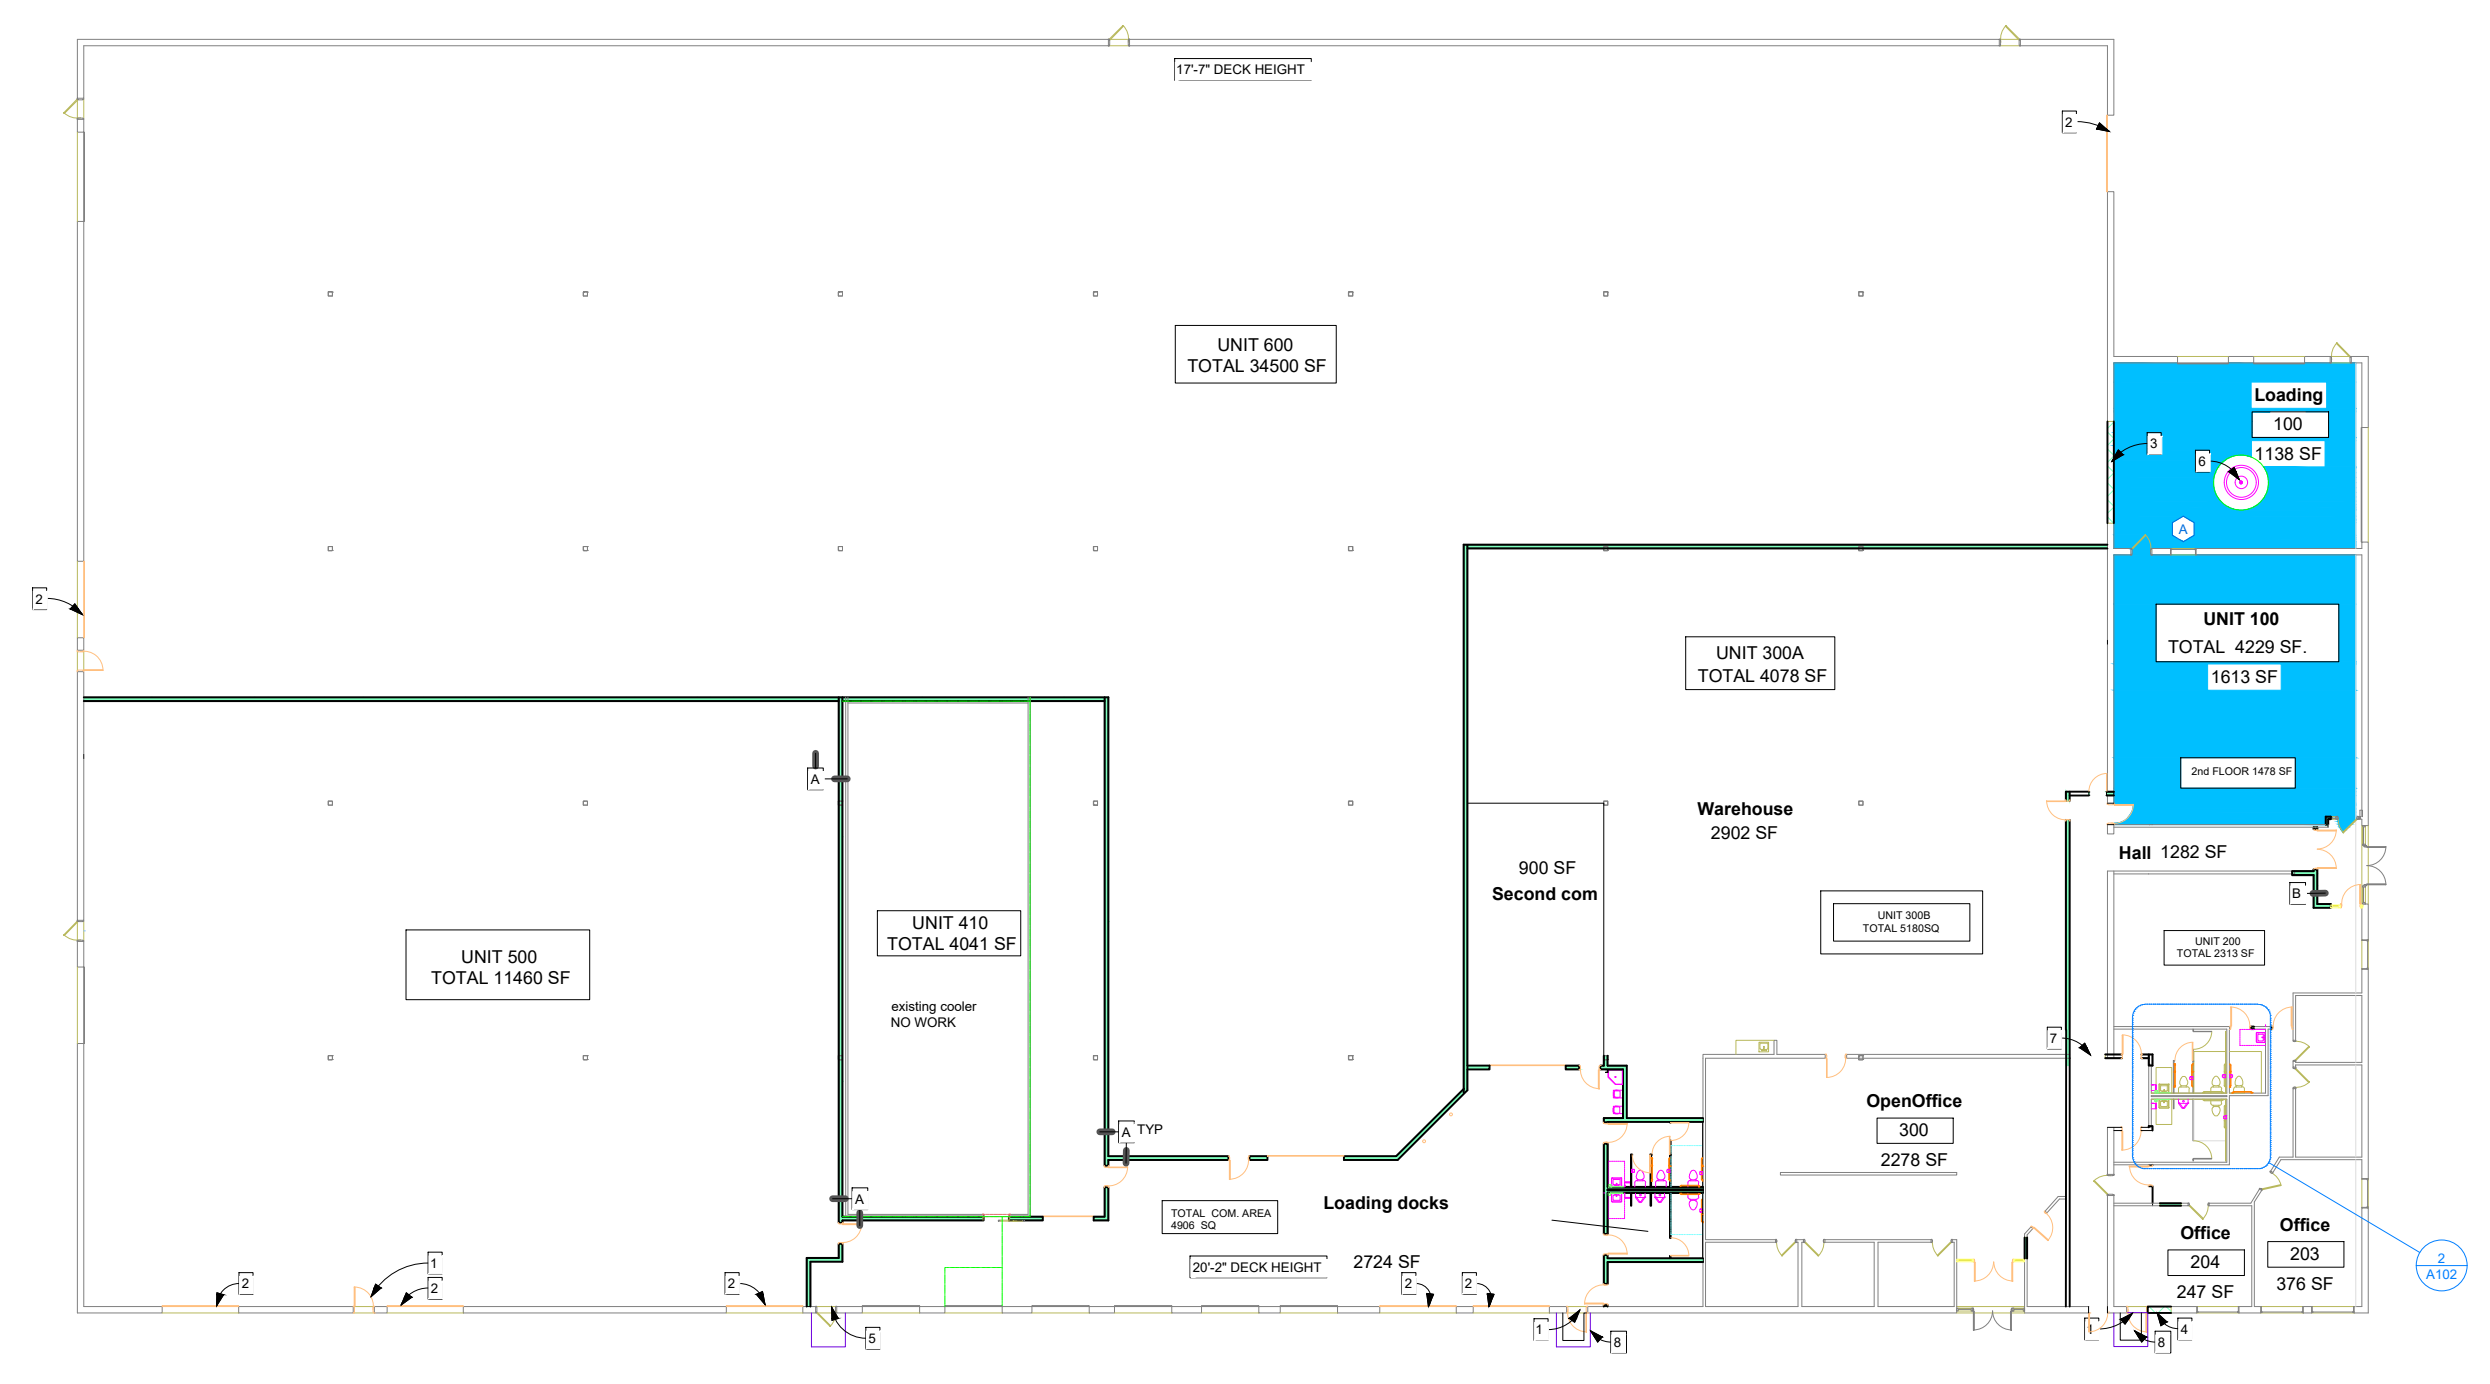 17'-7" DECK HEIGHT
2
UNIT 600
TOTAL 34500 SF
Loading
100
1138 SF
3
6
A
2
UNIT 100
TOTAL 4229 SF.
1613 SF
UNIT 300A
TOTAL 4078 SF
2nd FLOOR 1478 SF
A
Warehouse
2902 SF
Hall 1282 SF
900 SF
Second com
B
UNIT 300B
TOTAL 5180SQ
UNIT 410
TOTAL 4041 SF
UNIT 200
TOTAL 2313 SF
UNIT 500
TOTAL 11460 SF
existing cooler
NO WORK
7
OpenOffice
300
2278 SF
A TYP
A
Loading docks
TOTAL COM. AREA
4906 SQ
Office
204
247 SF
Office
203
376 SF
2
A102
20'-2" DECK HEIGHT
2724 SF
2
1
2
2
2
2
5
1
8
1
8
4